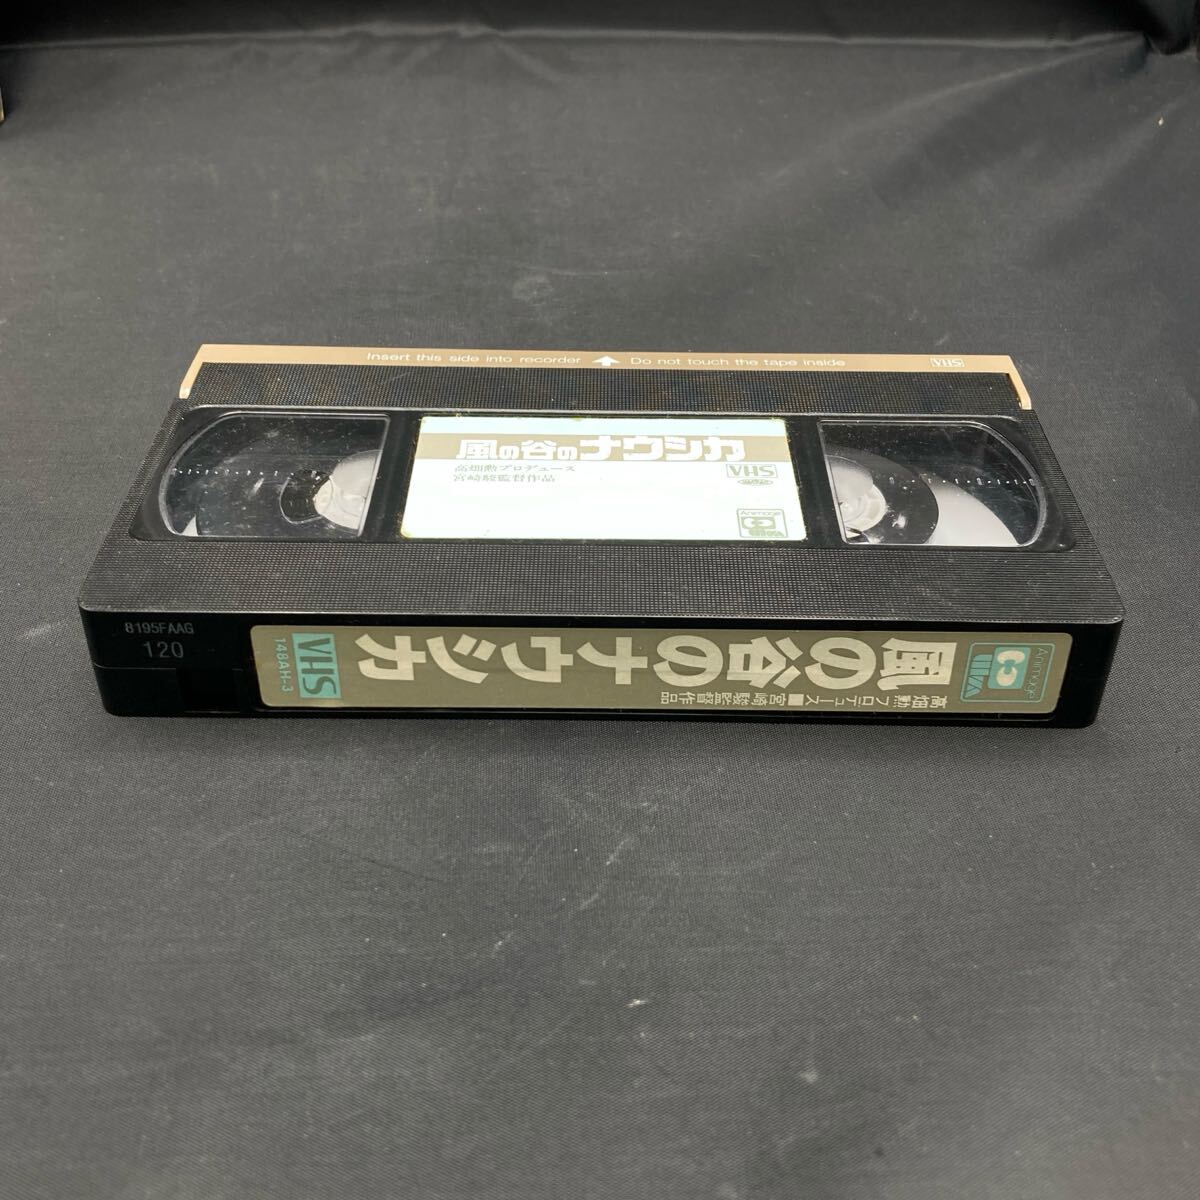 Insert this side into recorder Do not touch the tape inside VHS
風の谷のナウシカ
高畑勲プロデュース
宮崎駿監督作品
VHS
Animage
8195FAAG
120
風の谷のナウシカ
高畑勲プロデュース■宮崎駿監督作品
VHS
148AH-3
Animage